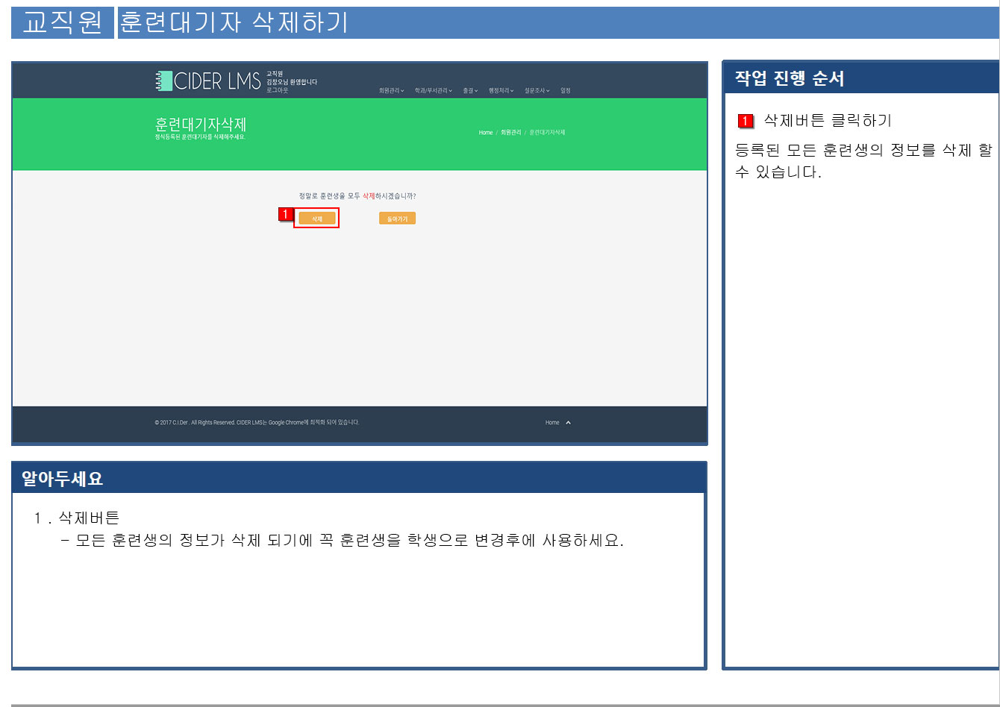 교직원 훈련대기자 삭제하기
CIDER LMS
교직원
김창오님 환영합니다
로그아웃
회원관리 학과/부서관리 출결 행정처리 설문조사 일정
훈련대기자삭제
정식등록된 훈련대기자를 삭제해주세요.
Home / 회원관리 / 훈련대기자삭제
정말로 훈련생을 모두 삭제하시겠습니까?
1 삭제 돌아가기
© 2017 C.I.Der . All Rights Reserved. CIDER LMS는 Google Chrome에 최적화 되어 있습니다.
Home
작업 진행 순서
1 삭제버튼 클릭하기
등록된 모든 훈련생의 정보를 삭제 할
수 있습니다.
알아두세요
1 . 삭제버튼
- 모든 훈련생의 정보가 삭제 되기에 꼭 훈련생을 학생으로 변경후에 사용하세요.